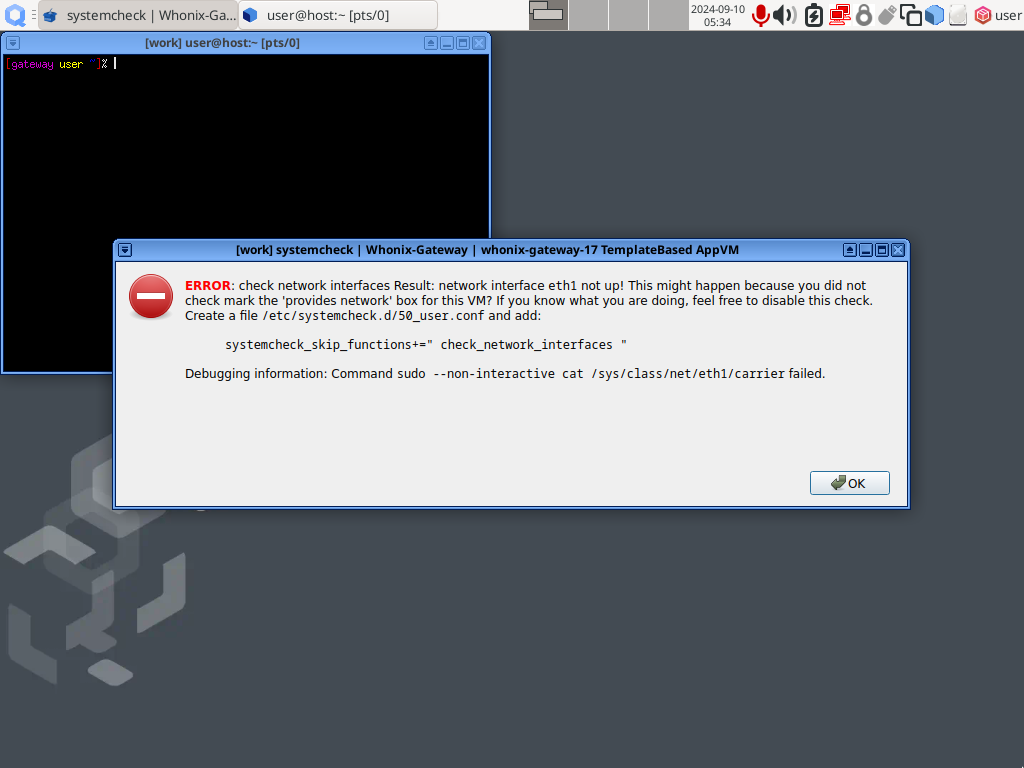 systemcheck | Whonix-Ga...
user@host:~ [pts/0]
2024-09-10
05:34
user
[work] user@host:~ [pts/0]
[gateway user ~]%
[work] systemcheck | Whonix-Gateway | whonix-gateway-17 TemplateBased AppVM
ERROR: check network interfaces Result: network interface eth1 not up! This might happen because you did not
check mark the 'provides network' box for this VM? If you know what you are doing, feel free to disable this check.
Create a file /etc/systemcheck.d/50_user.conf and add:
systemcheck_skip_functions+=" check_network_interfaces "
Debugging information: Command sudo --non-interactive cat /sys/class/net/eth1/carrier failed.
OK